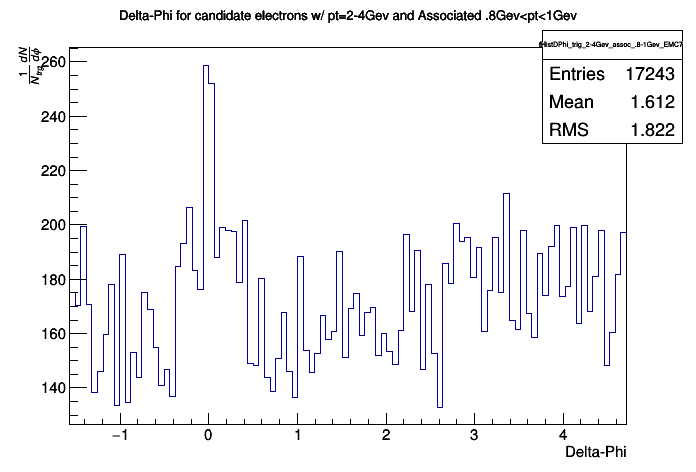 Delta-Phi for candidate electrons w/ pt=2-4Gev and Associated .8Gev<pt<1Gev
fHistDPhi_trig_2-4Gev_assoc_.8-1Gev_EMC7
Entries 17243
Mean 1.612
RMS 1.822
1 dN
N_trig dϕ
260
240
220
200
180
160
140
−1 0 1 2 3 4
Delta-Phi